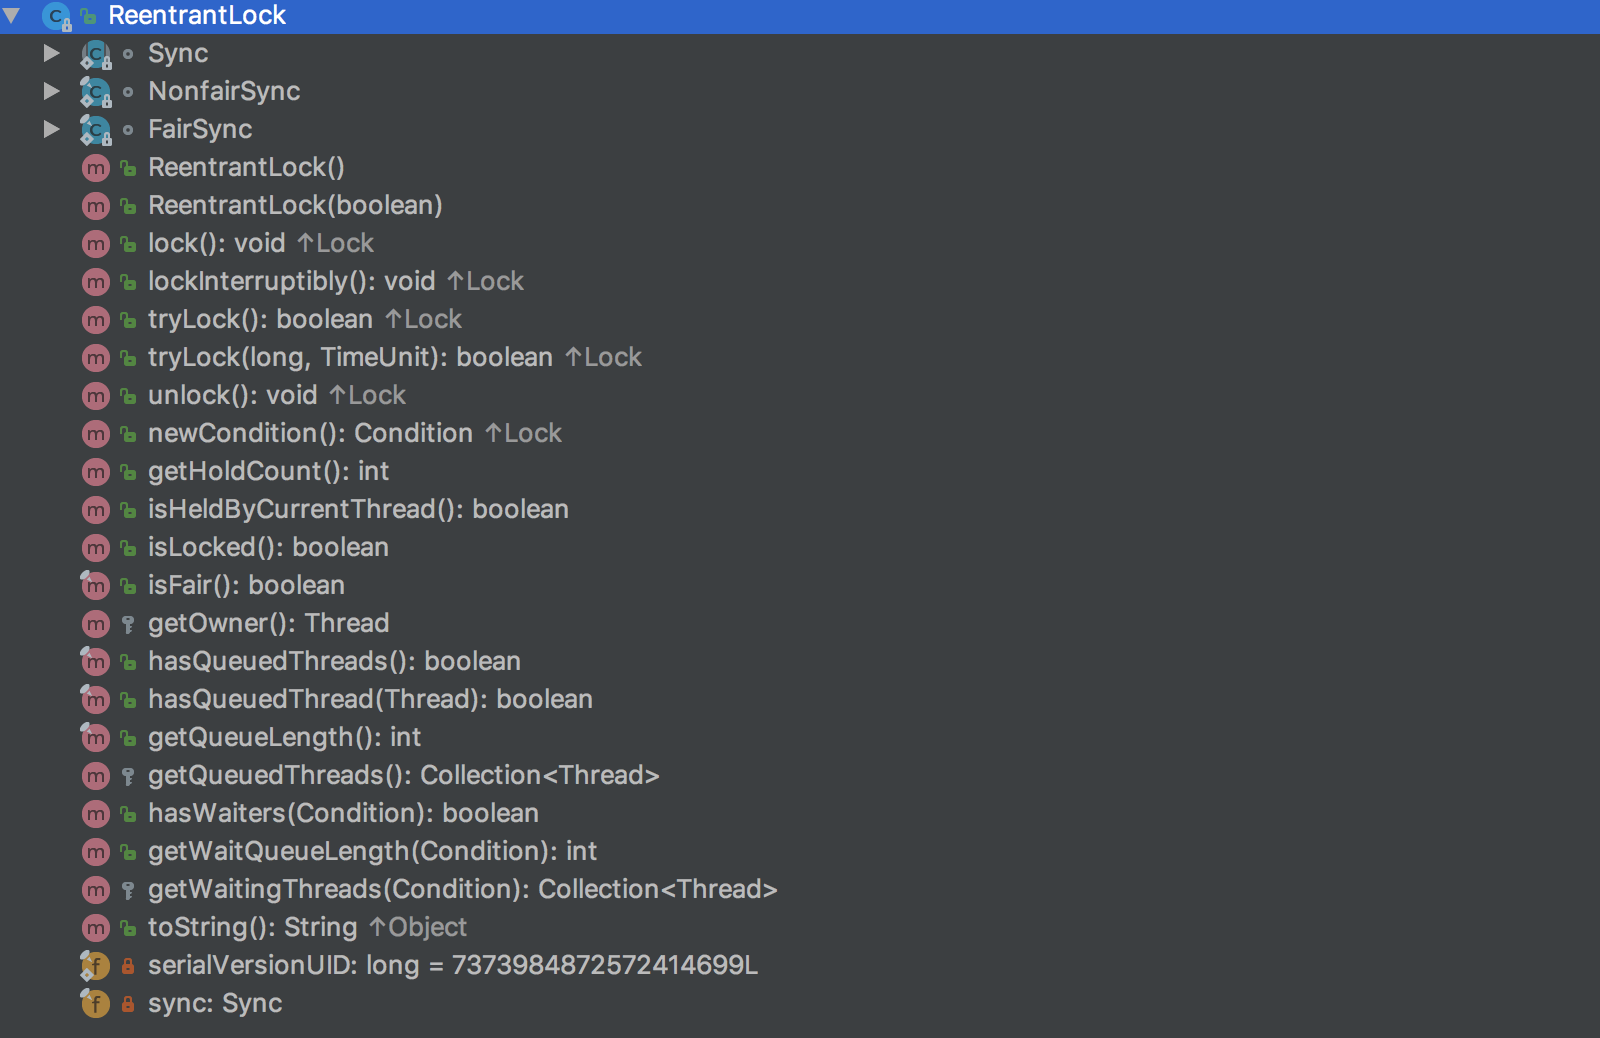 ReentrantLock
Sync
NonfairSync
FairSync
ReentrantLock()
ReentrantLock(boolean)
lock(): void ↑Lock
lockInterruptibly(): void ↑Lock
tryLock(): boolean ↑Lock
tryLock(long, TimeUnit): boolean ↑Lock
unlock(): void ↑Lock
newCondition(): Condition ↑Lock
getHoldCount(): int
isHeldByCurrentThread(): boolean
isLocked(): boolean
isFair(): boolean
getOwner(): Thread
hasQueuedThreads(): boolean
hasQueuedThread(Thread): boolean
getQueueLength(): int
getQueuedThreads(): Collection<Thread>
hasWaiters(Condition): boolean
getWaitQueueLength(Condition): int
getWaitingThreads(Condition): Collection<Thread>
toString(): String ↑Object
serialVersionUID: long = 7373984872572414699L
sync: Sync